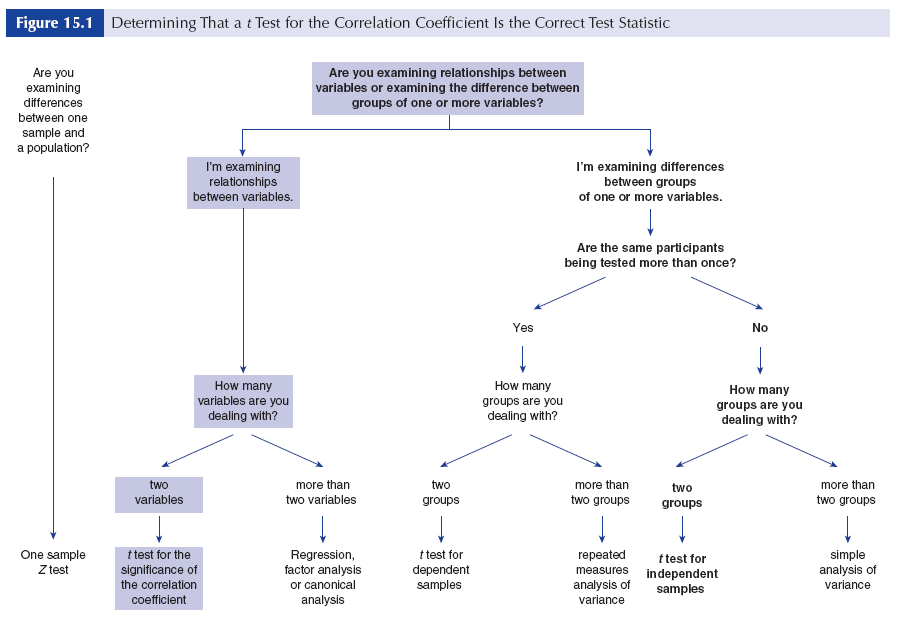 Figure 15.1 Determining That a t Test for the Correlation Coefficient Is the Correct Test Statistic
Are you
examining
differences
between one
sample and
a population?
One sample
Z test
Are you examining relationships between
variables or examining the difference between
groups of one or more variables?
I'm examining
relationships
between variables.
How many
variables are you
dealing with?
two
variables
t test for the
significance of
the correlation
coefficient
more than
two variables
Regression,
factor analysis
or canonical
analysis
I'm examining differences
between groups
of one or more variables.
Are the same participants
being tested more than once?
Yes
How many
groups are you
dealing with?
two
groups
t test for
dependent
samples
more than
two groups
repeated
measures
analysis of
variance
No
How many
groups are you
dealing with?
two
groups
t test for
independent
samples
more than
two groups
simple
analysis of
variance